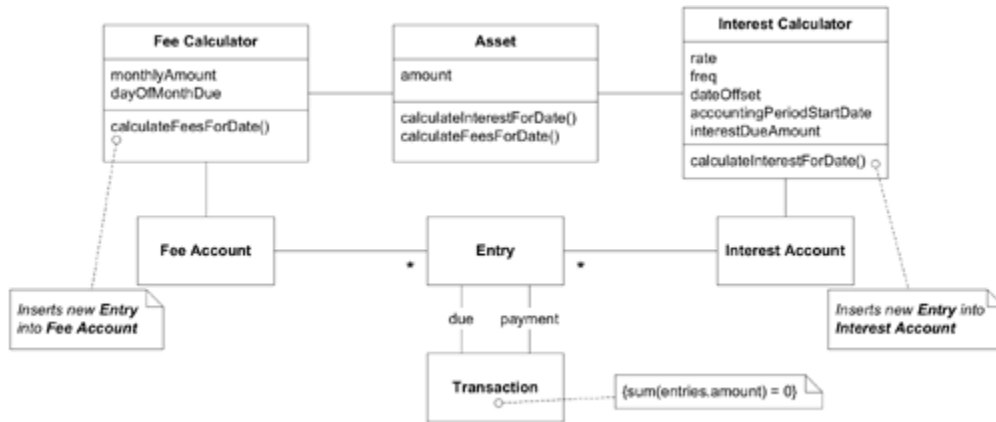 Fee Calculator
monthlyAmount
dayOfMonthDue
calculateFeesForDate()
Asset
amount
calculateInterestForDate()
calculateFeesForDate()
Interest Calculator
rate
freq
dateOffset
accountingPeriodStartDate
interestDueAmount
calculateInterestForDate()
Fee Account
*
Entry
*
Interest Account
Inserts new Entry
into Fee Account
due
payment
Inserts new Entry into
Interest Account
Transaction
{sum(entries.amount) = 0}